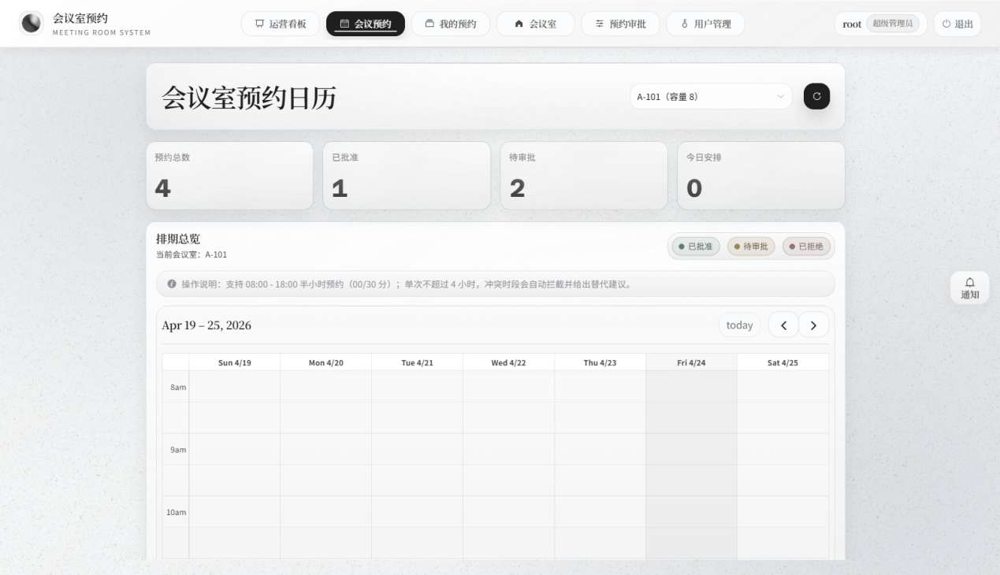 会议室预约
MEETING ROOM SYSTEM
运营看板
会议预约
我的预约
会议室
预约审批
用户管理
root 超级管理员
退出
会议室预约日历
A-101（容量 8）
预约总数
4
已批准
1
待审批
2
今日安排
0
排期总览
当前会议室：A-101
已批准
待审批
已拒绝
操作说明：支持 08:00 - 18:00 半小时预约（00/30 分）；单次不超过 4 小时，冲突时段会自动拦截并给出替代建议。
通知
Apr 19 – 25, 2026
today
Sun 4/19
Mon 4/20
Tue 4/21
Wed 4/22
Thu 4/23
Fri 4/24
Sat 4/25
8am
9am
10am